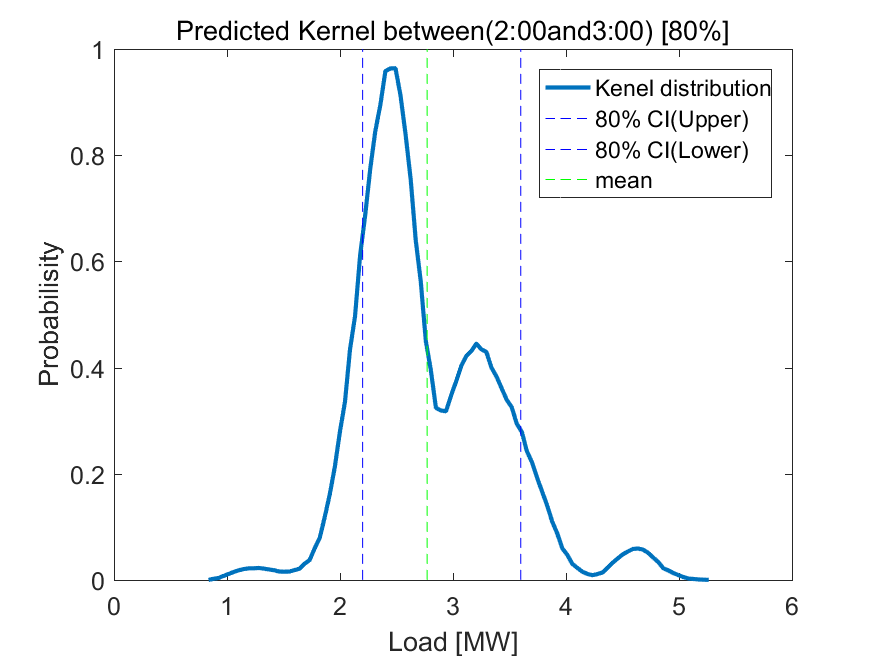 Predicted Kernel between(2:00and3:00) [80%]
1
0.8
0.6
0.4
0.2
0
Probabilisity
Kenel distribution
80% CI(Upper)
80% CI(Lower)
mean
0 1 2 3 4 5 6
Load [MW]